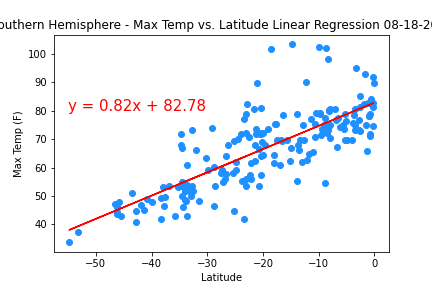 outhern Hemisphere - Max Temp vs. Latitude Linear Regression 08-18-20
100
90
80
70
60
50
40
Max Temp (F)
y = 0.82x + 82.78
−50 −40 −30 −20 −10 0
Latitude